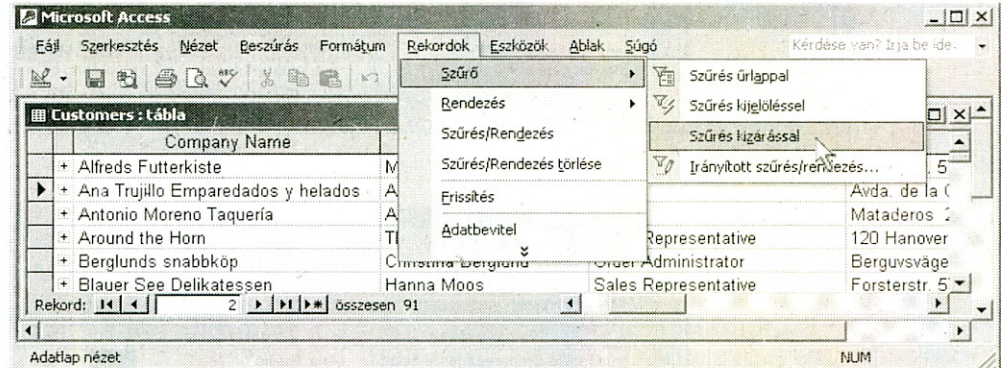 Microsoft Access
Fájl Szerkesztés Nézet Beszúrás Formátum Rekordok Eszközök Ablak Súgó Kérdése van? Írja be ide.
Szűrő
Rendezés
Szűrés/Rendezés
Szűrés/Rendezés törlése
Frissítés
Adatbevitel
Szűrés űrlappal
Szűrés kijelöléssel
Szűrés kizárással
Irányított szűrés/rendezés...
Customers : tábla
Company Name
+ Alfreds Futterkiste M 5
+ Ana Trujillo Emparedados y helados A Avda. de la
+ Antonio Moreno Taquería A Mataderos
+ Around the Horn Representative 120 Hanover
+ Berglunds snabbköp Christina Berglund Order Administrator Berguvsväge
+ Blauer See Delikatessen Hanna Moos Sales Representative Forsterstr. 5
Rekord: 2 összesen 91
Adatlap nézet NUM